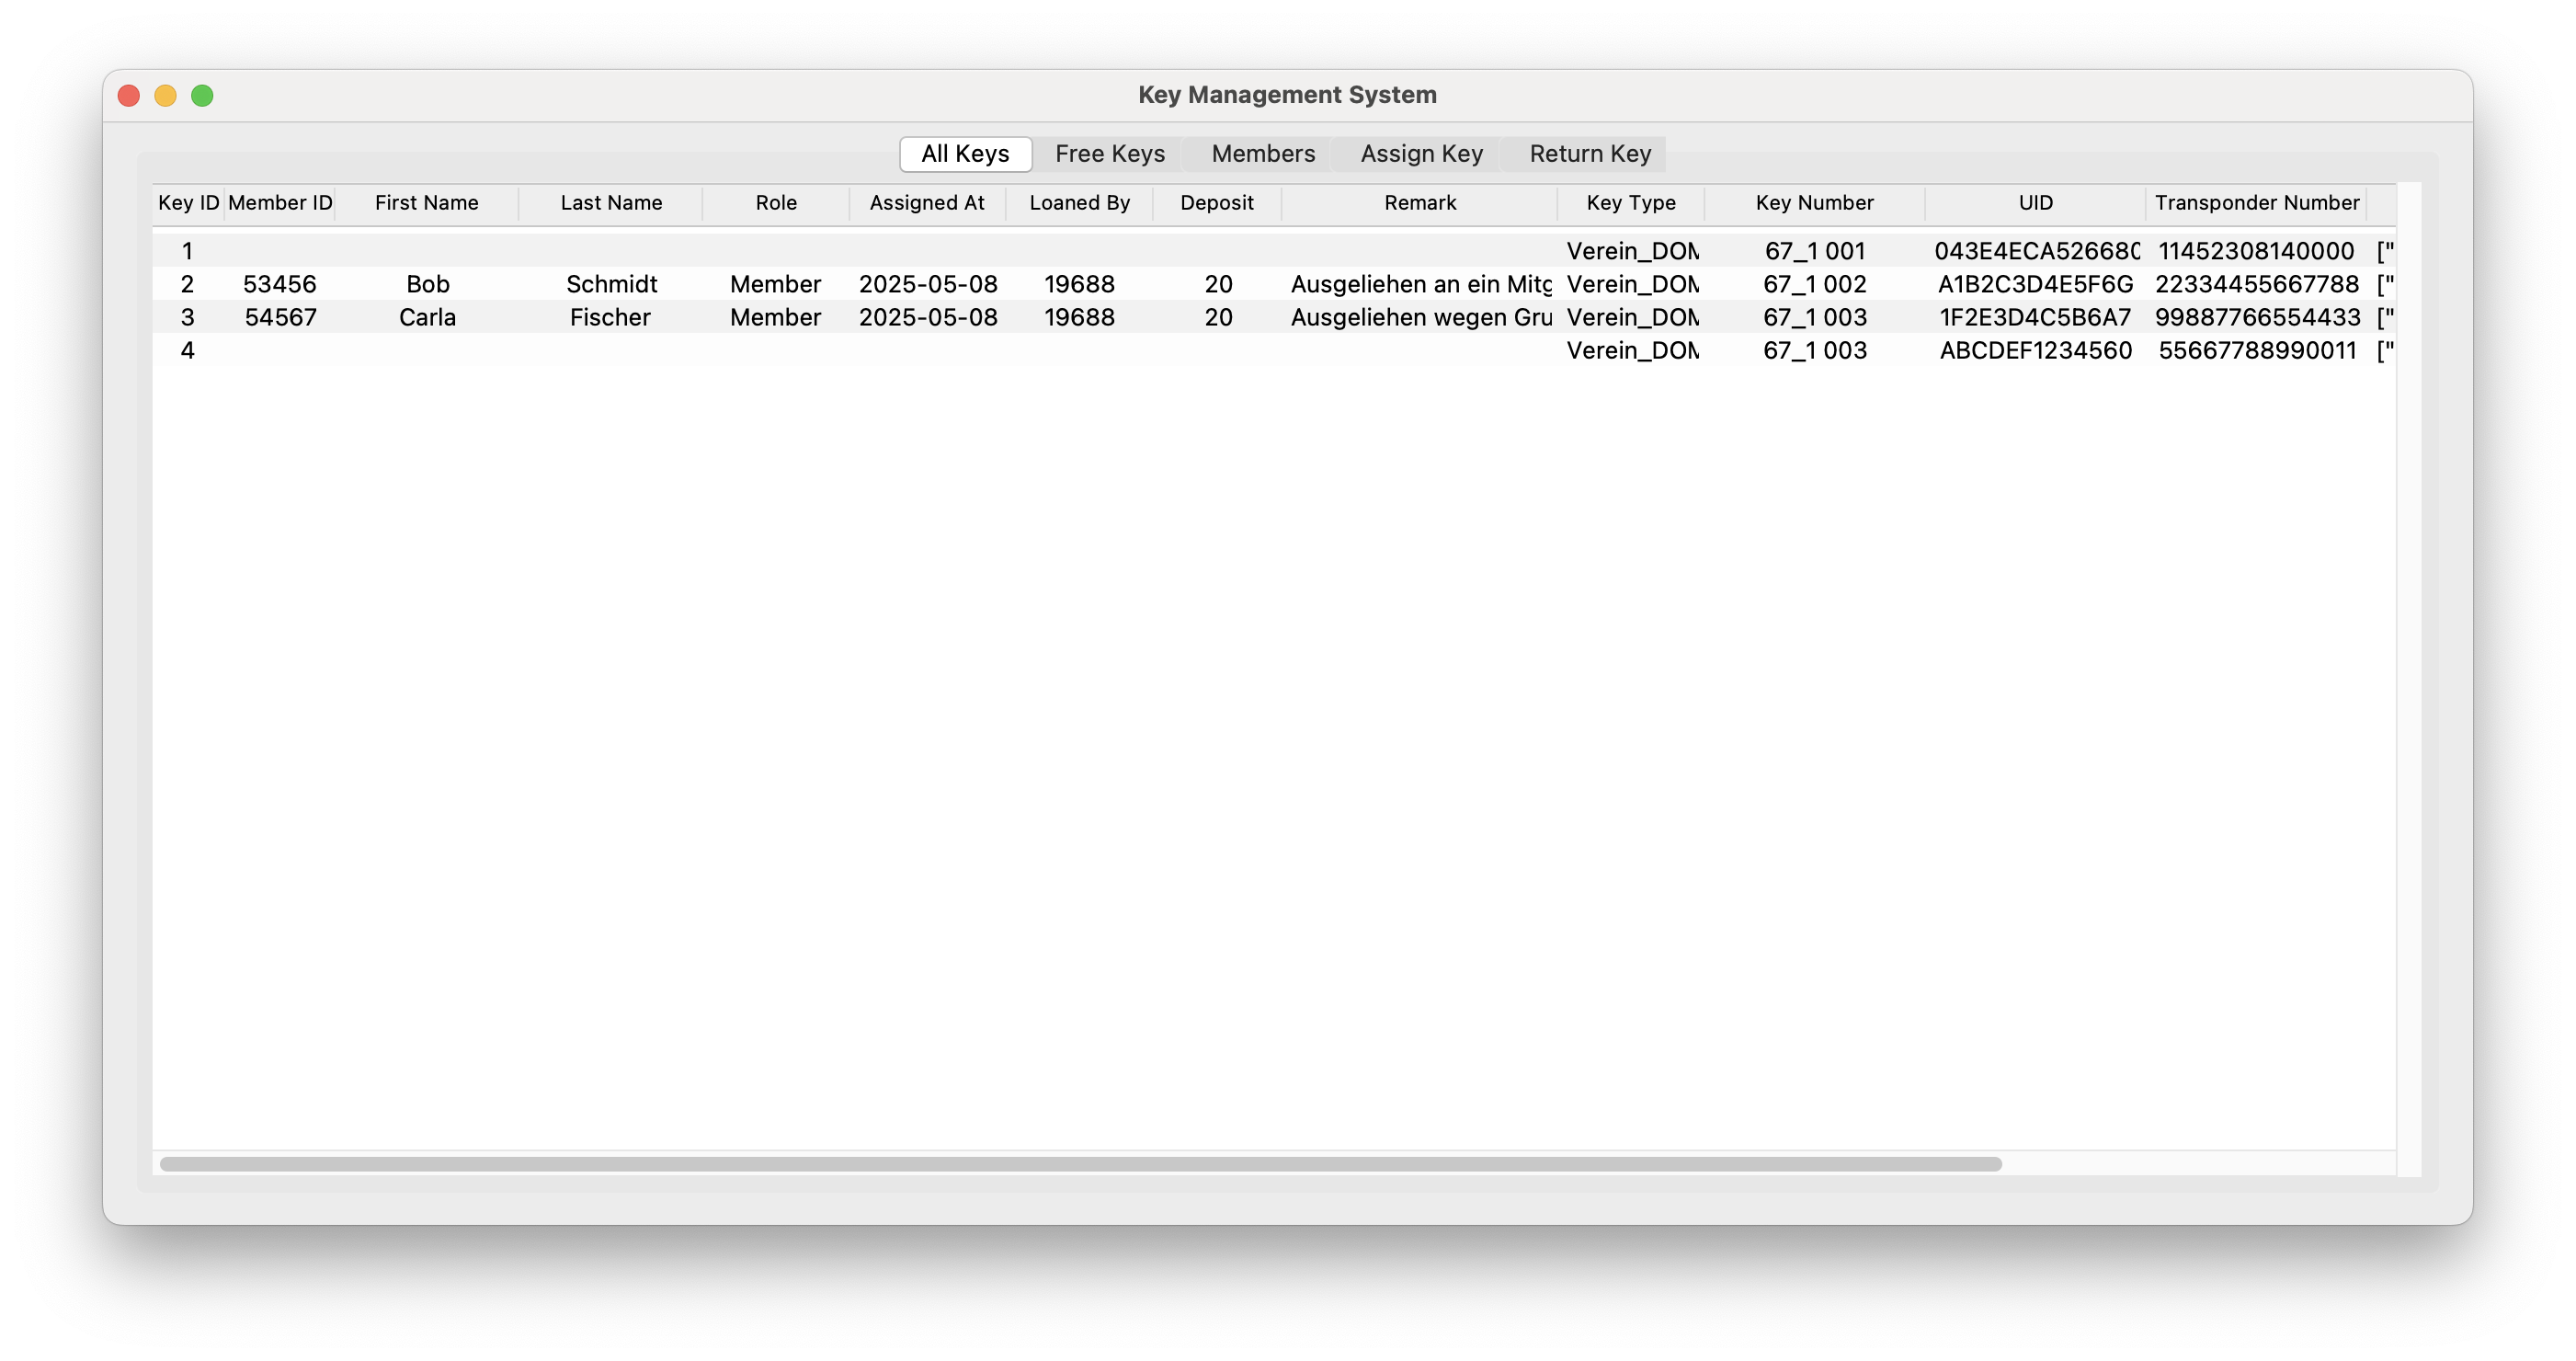 Key Management System
All Keys Free Keys Members Assign Key Return Key
Key ID Member ID First Name Last Name Role Assigned At Loaned By Deposit Remark Key Type Key Number UID Transponder Number
1 Verein_DOM 67_1 001 043E4ECA526680 11452308140000 ["
2 53456 Bob Schmidt Member 2025-05-08 19688 20 Ausgeliehen an ein Mitg Verein_DOM 67_1 002 A1B2C3D4E5F6G 22334455667788 ["
3 54567 Carla Fischer Member 2025-05-08 19688 20 Ausgeliehen wegen Gru Verein_DOM 67_1 003 1F2E3D4C5B6A7 99887766554433 ["
4 Verein_DOM 67_1 003 ABCDEF1234560 55667788990011 ["